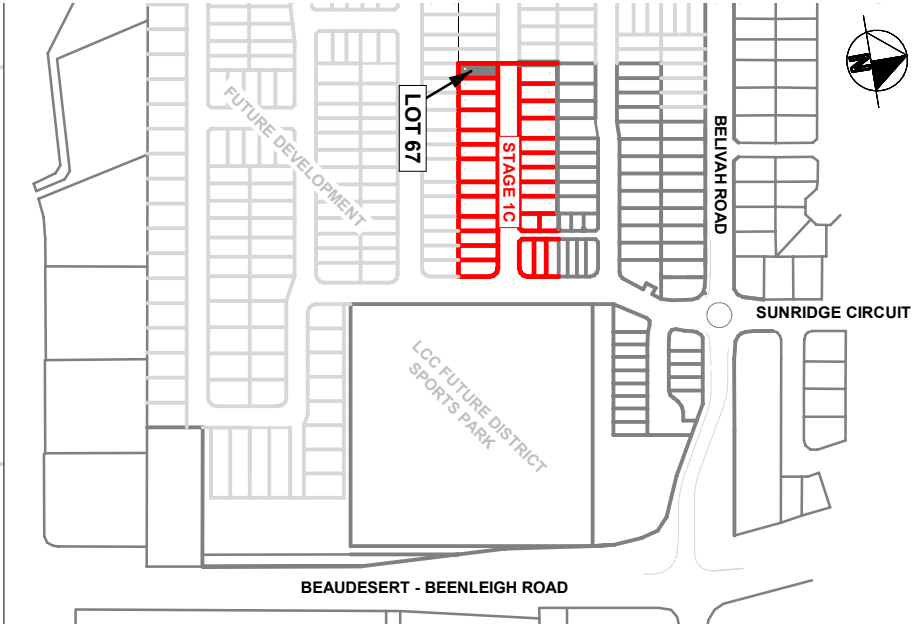 N
FUTURE DEVELOPMENT
LOT 67
STAGE 1C
BELIVAH ROAD
SUNRIDGE CIRCUIT
LCC FUTURE DISTRICT
SPORTS PARK
BEAUDESERT - BEENLEIGH ROAD